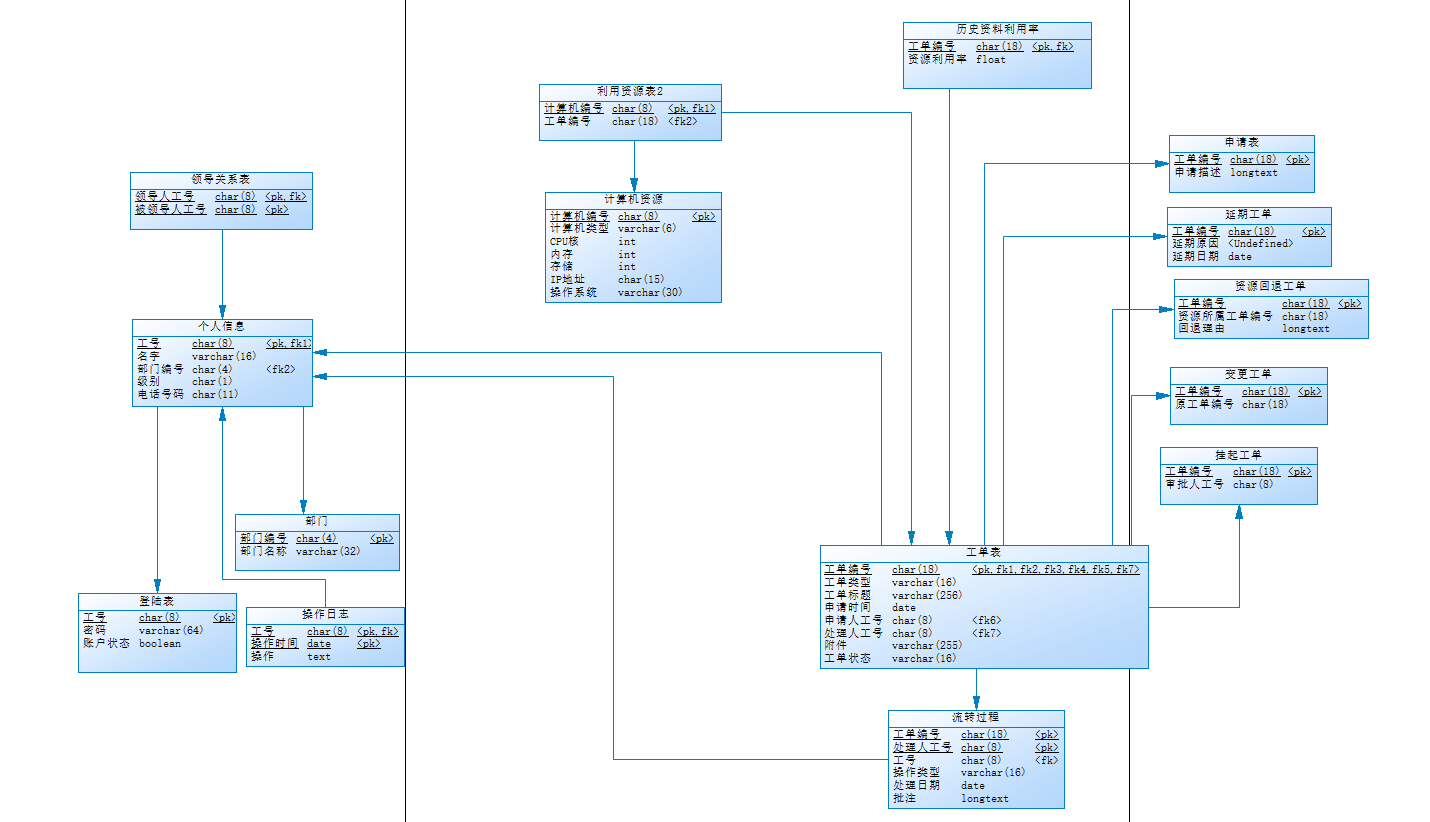 历史资料利用率
工单编号 char(18) <pk,fk>
资源利用率 float
利用资源表2
计算机编号 char(8) <pk,fk1>
工单编号 char(18) <fk2>
申请表
工单编号 char(18) <pk>
申请描述 longtext
领导关系表
领导人工号 char(8) <pk,fk>
被领导人工号 char(8) <pk>
计算机资源
计算机编号 char(8) <pk>
计算机类型 varchar(6)
CPU核 int
内存 int
存储 int
IP地址 char(15)
操作系统 varchar(30)
延期工单
工单编号 char(18) <pk>
延期原因 <Undefined>
延期日期 date
资源回退工单
工单编号 char(18) <pk>
资源所属工单编号 char(18)
回退理由 longtext
个人信息
工号 char(8) <pk,fk1>
名字 varchar(16)
部门编号 char(4) <fk2>
级别 char(1)
电话号码 char(11)
变更工单
工单编号 char(18) <pk>
原工单编号 char(18)
挂起工单
工单编号 char(18) <pk>
审批人工号 char(8)
部门
部门编号 char(4) <pk>
部门名称 varchar(32)
工单表
工单编号 char(18) <pk,fk1,fk2,fk3,fk4,fk5,fk7>
工单类型 varchar(16)
工单标题 varchar(256)
申请时间 date
申请人工号 char(8) <fk6>
处理人工号 char(8) <fk7>
附件 varchar(255)
工单状态 varchar(16)
登陆表
工号 char(8) <pk>
密码 varchar(64)
账户状态 boolean
操作日志
工号 char(8) <pk,fk>
操作时间 date <pk>
操作 text
流转过程
工单编号 char(18) <pk>
处理人工号 char(8) <pk>
工号 char(8) <fk>
操作类型 varchar(16)
处理日期 date
批注 longtext